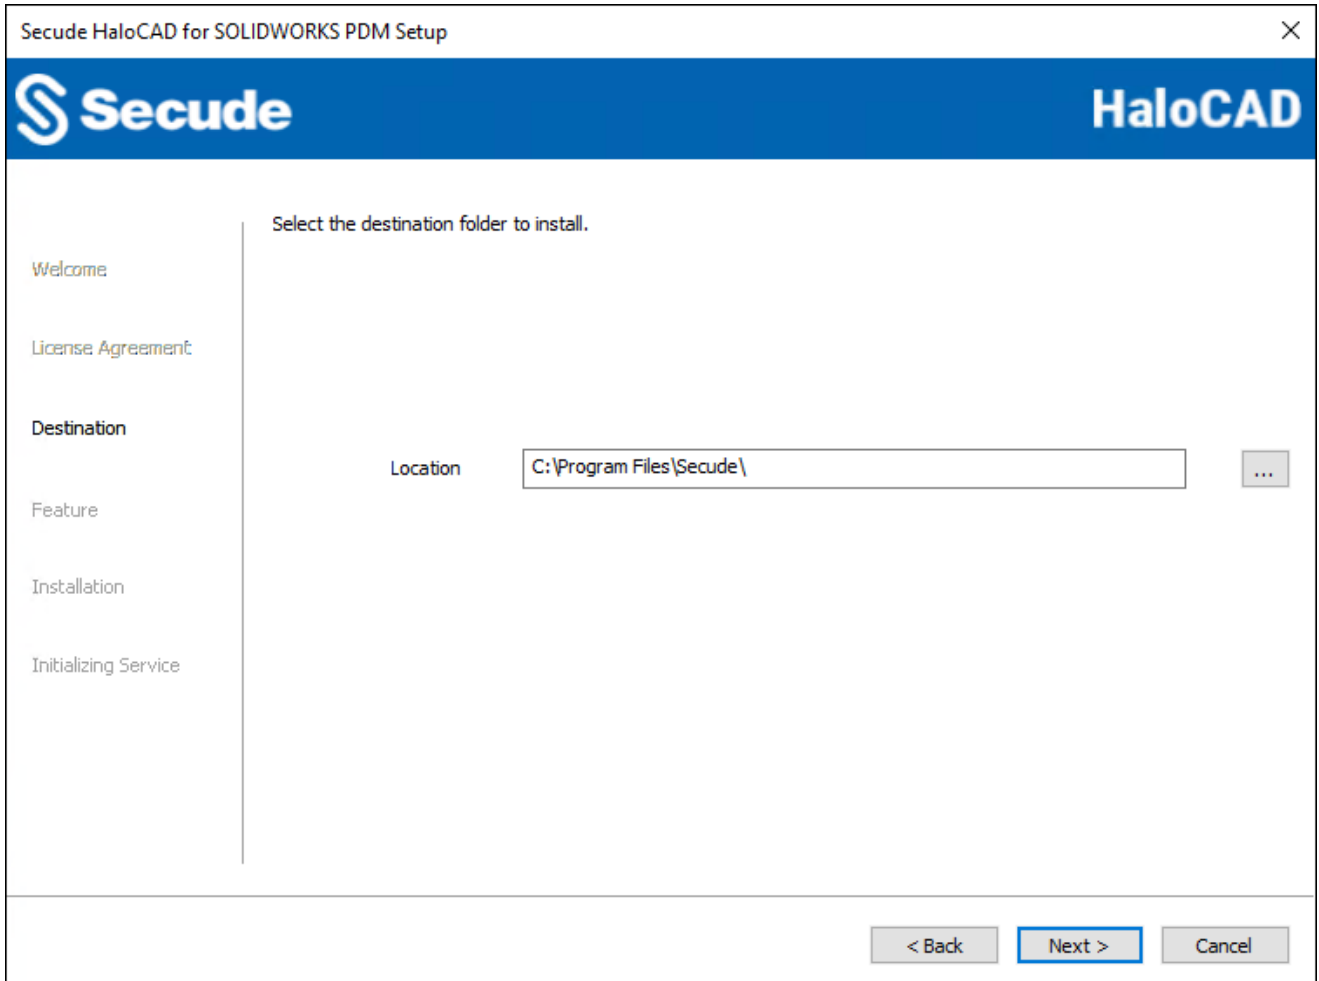 Secude HaloCAD for SOLIDWORKS PDM Setup
Secude
HaloCAD
Select the destination folder to install.
Welcome
License Agreement
Destination
Location
C:\Program Files\Secude\
...
Feature
Installation
Initializing Service
< Back
Next >
Cancel